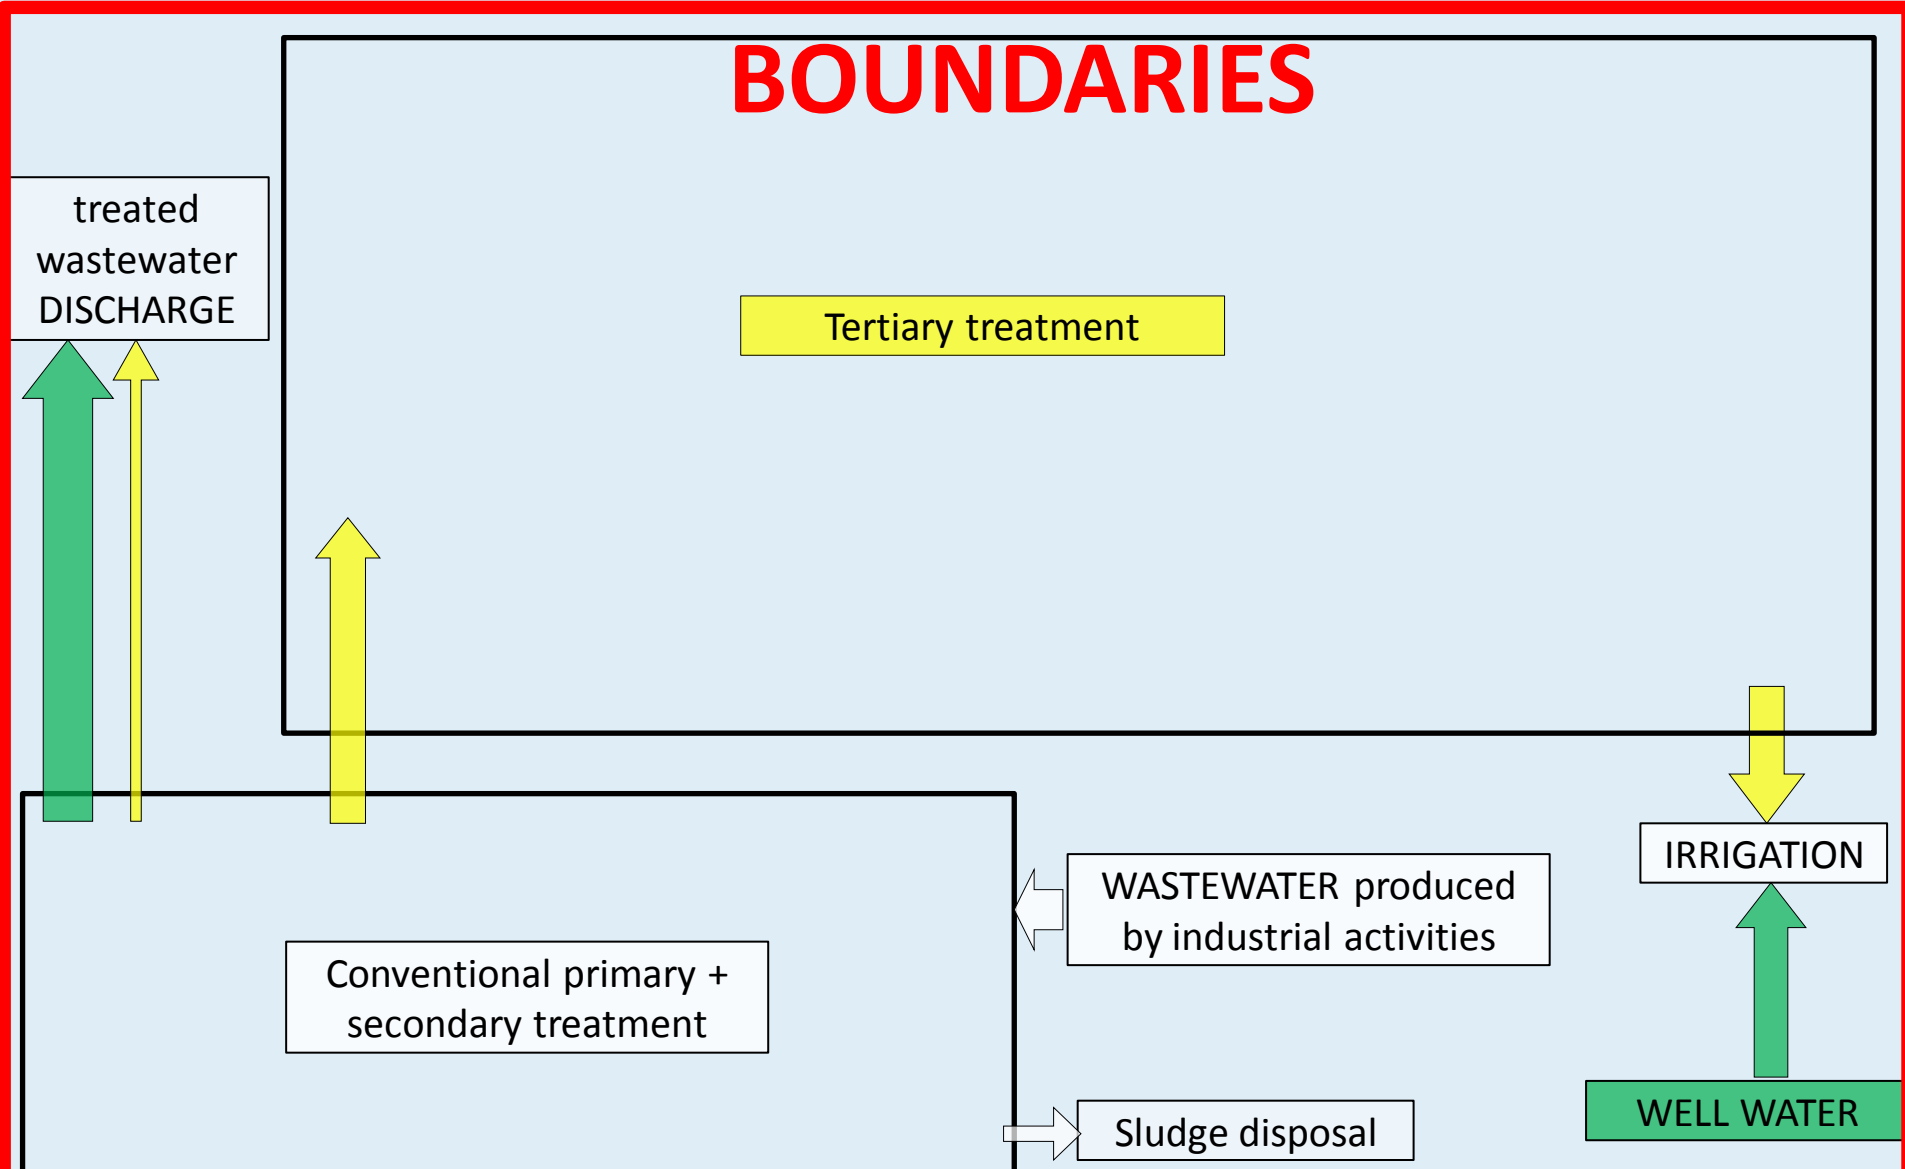 BOUNDARIES
treated
wastewater
DISCHARGE
Tertiary treatment
IRRIGATION
WASTEWATER produced
by industrial activities
Conventional primary +
secondary treatment
WELL WATER
Sludge disposal